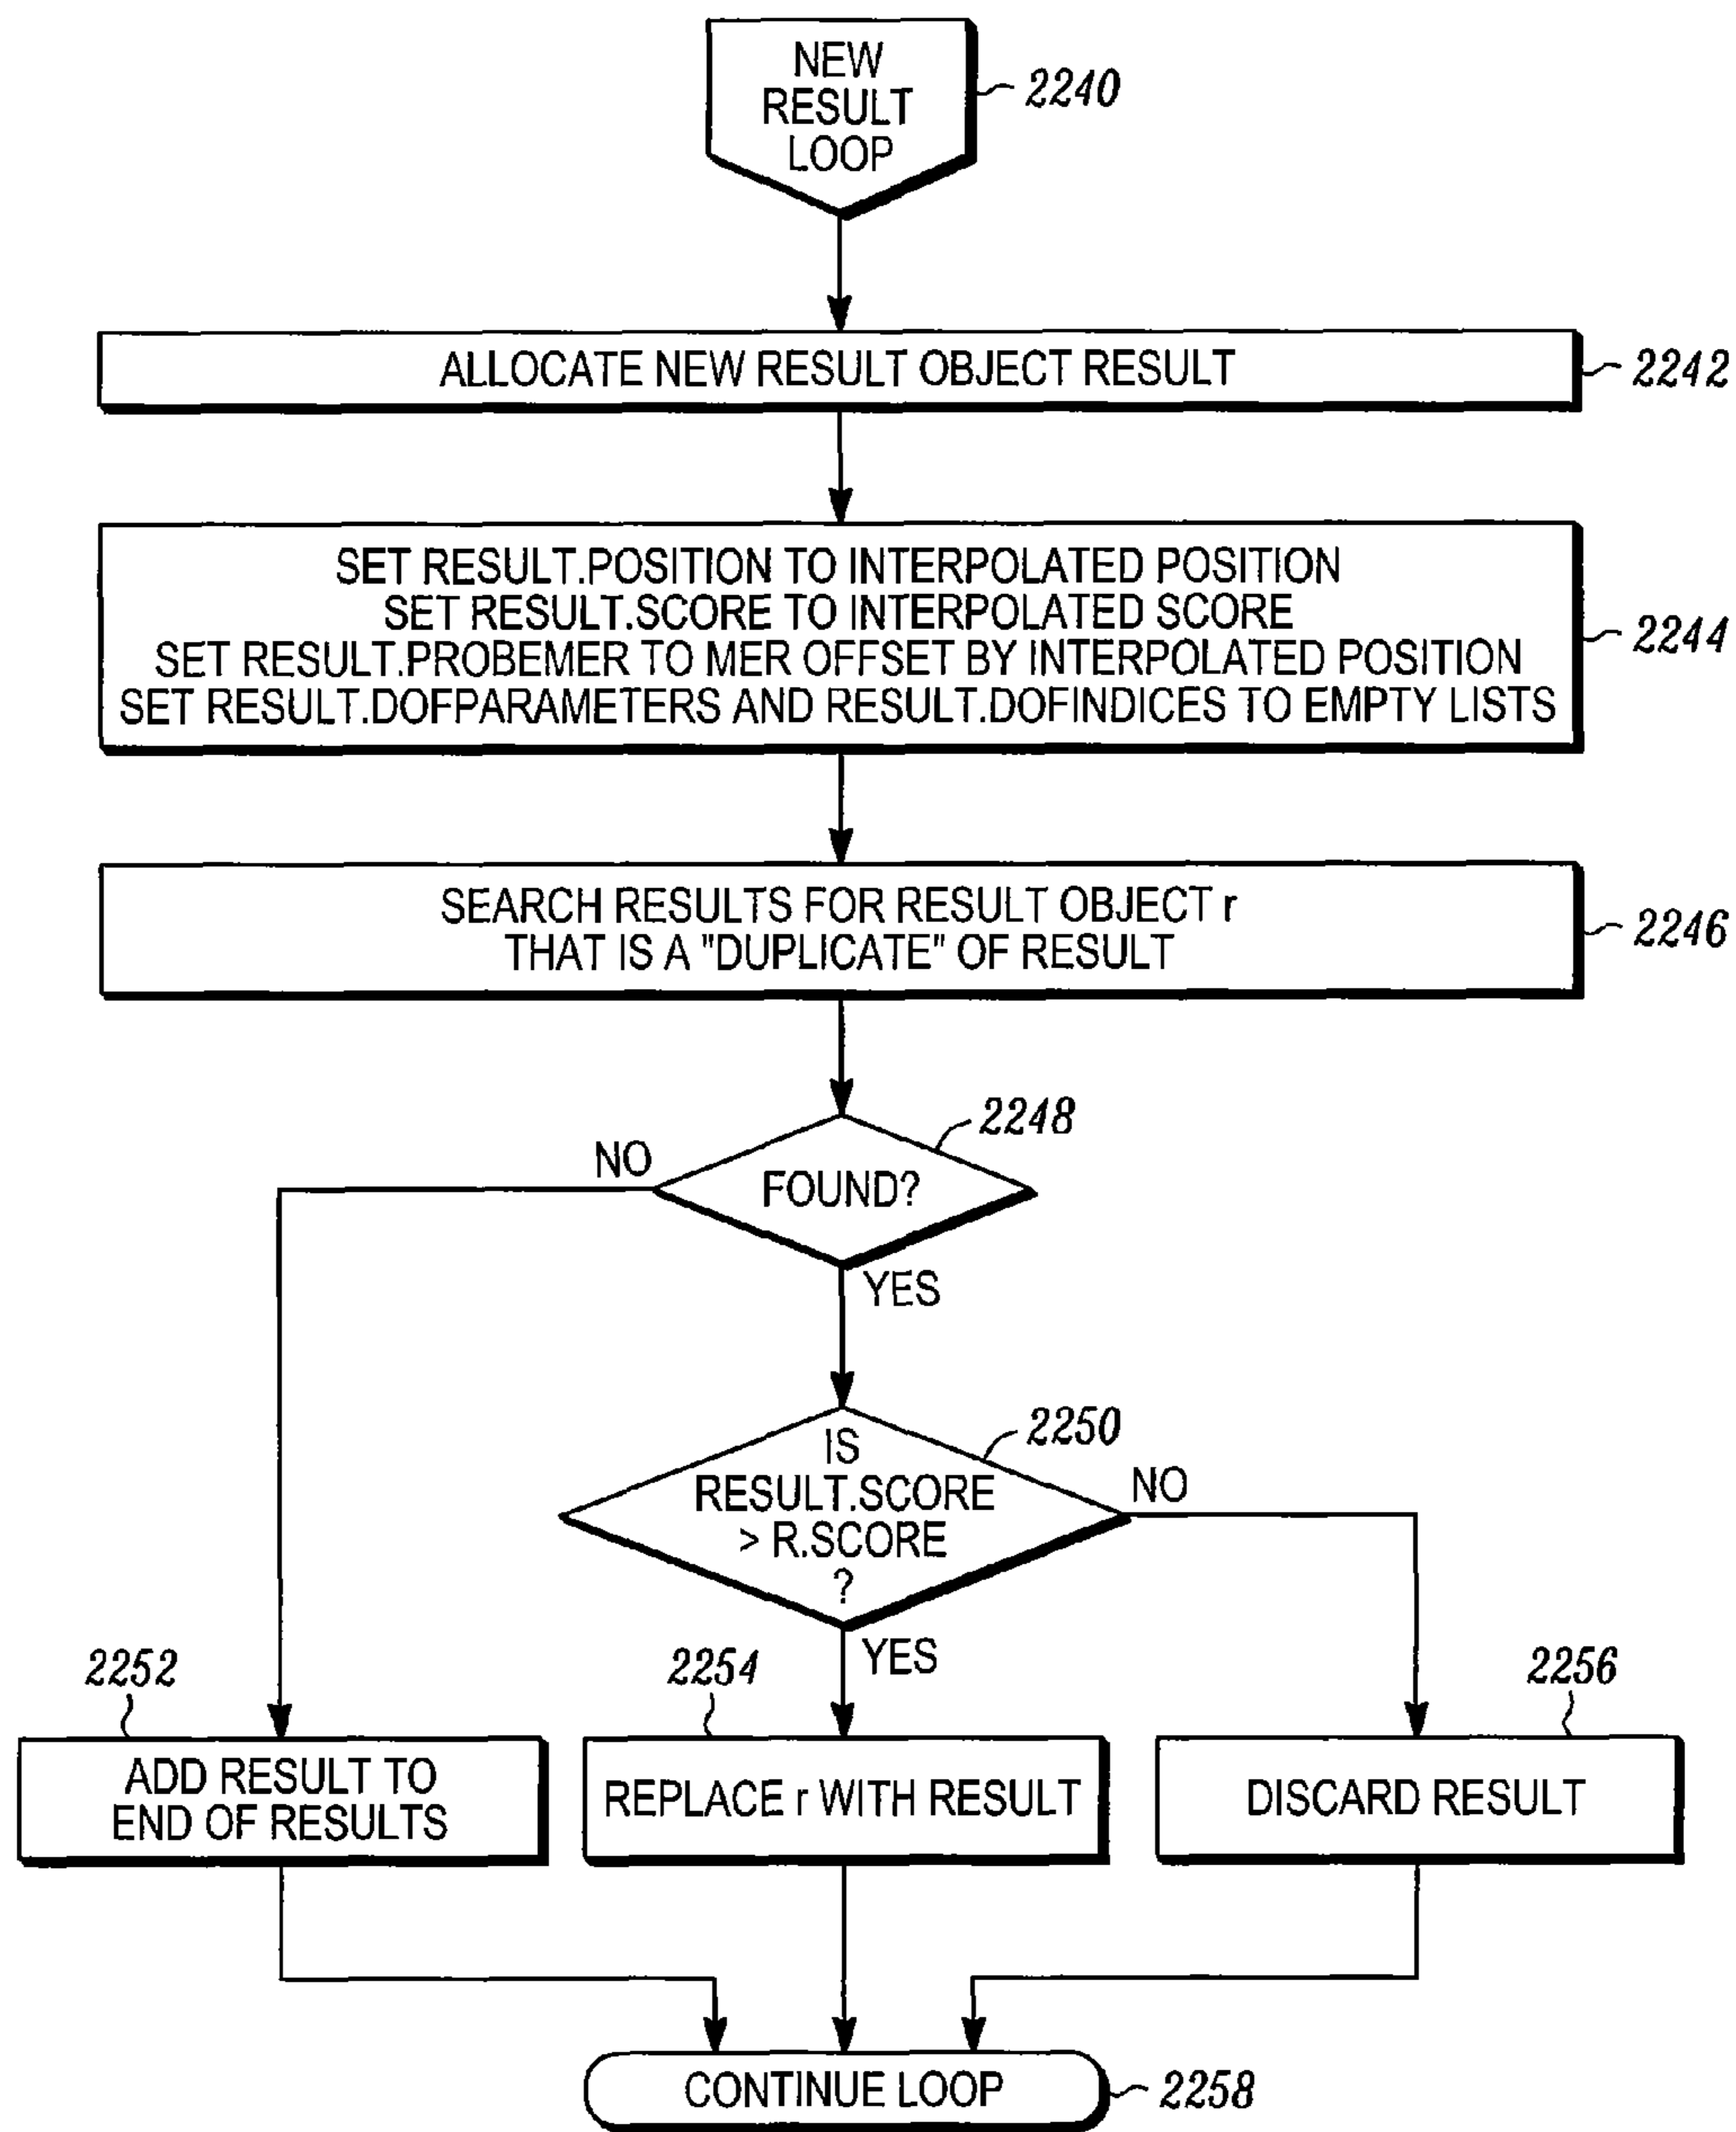 NEW
RESULT
LOOP
2240
ALLOCATE NEW RESULT OBJECT RESULT
2242
SET RESULT.POSITION TO INTERPOLATED POSITION
SET RESULT.SCORE TO INTERPOLATED SCORE
SET RESULT.PROBEMER TO MER OFFSET BY INTERPOLATED POSITION
SET RESULT.DOFPARAMETERS AND RESULT.DOFINDICES TO EMPTY LISTS
2244
SEARCH RESULTS FOR RESULT OBJECT r
THAT IS A "DUPLICATE" OF RESULT
2246
2248
NO
FOUND?
YES
2250
IS
RESULT.SCORE
> R.SCORE
?
NO
YES
2252
2254
2256
ADD RESULT TO
END OF RESULTS
REPLACE r WITH RESULT
DISCARD RESULT
CONTINUE LOOP
2258